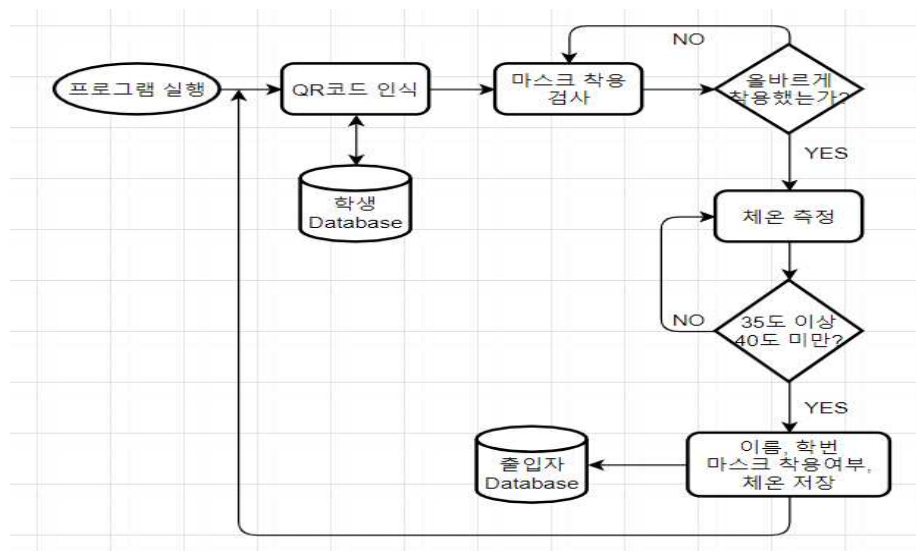 프로그램 실행
QR코드 인식
마스크 착용
검사
NO
올바르게
착용했는가?
YES
학생
Database
체온 측정
NO
35도 이상
40도 미만?
YES
이름, 학번
마스크 착용여부,
체온 저장
출입자
Database